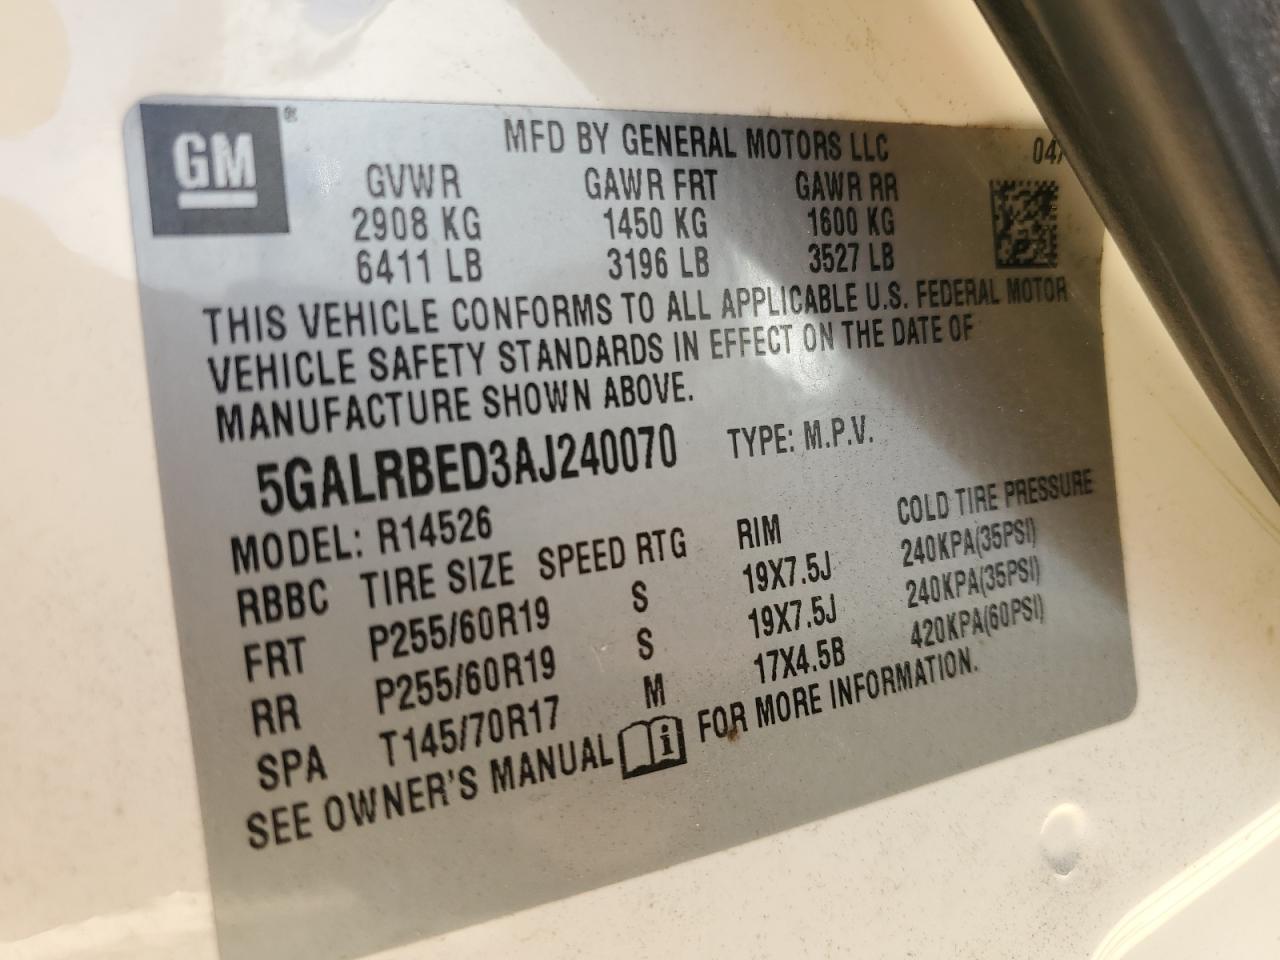 GM ®
MFD BY GENERAL MOTORS LLC 04/
GVWR GAWR FRT GAWR RR
2908 KG 1450 KG 1600 KG
6411 LB 3196 LB 3527 LB
THIS VEHICLE CONFORMS TO ALL APPLICABLE U.S. FEDERAL MOTOR
VEHICLE SAFETY STANDARDS IN EFFECT ON THE DATE OF
MANUFACTURE SHOWN ABOVE.
5GALRBED3AJ240070 TYPE: M.P.V.
MODEL: R14526
RBBC TIRE SIZE SPEED RTG RIM COLD TIRE PRESSURE
FRT P255/60R19 S 19X7.5J 240KPA(35PSI)
RR P255/60R19 S 19X7.5J 240KPA(35PSI)
SPA T145/70R17 M 17X4.5B 420KPA(60PSI)
SEE OWNER'S MANUAL i FOR MORE INFORMATION.